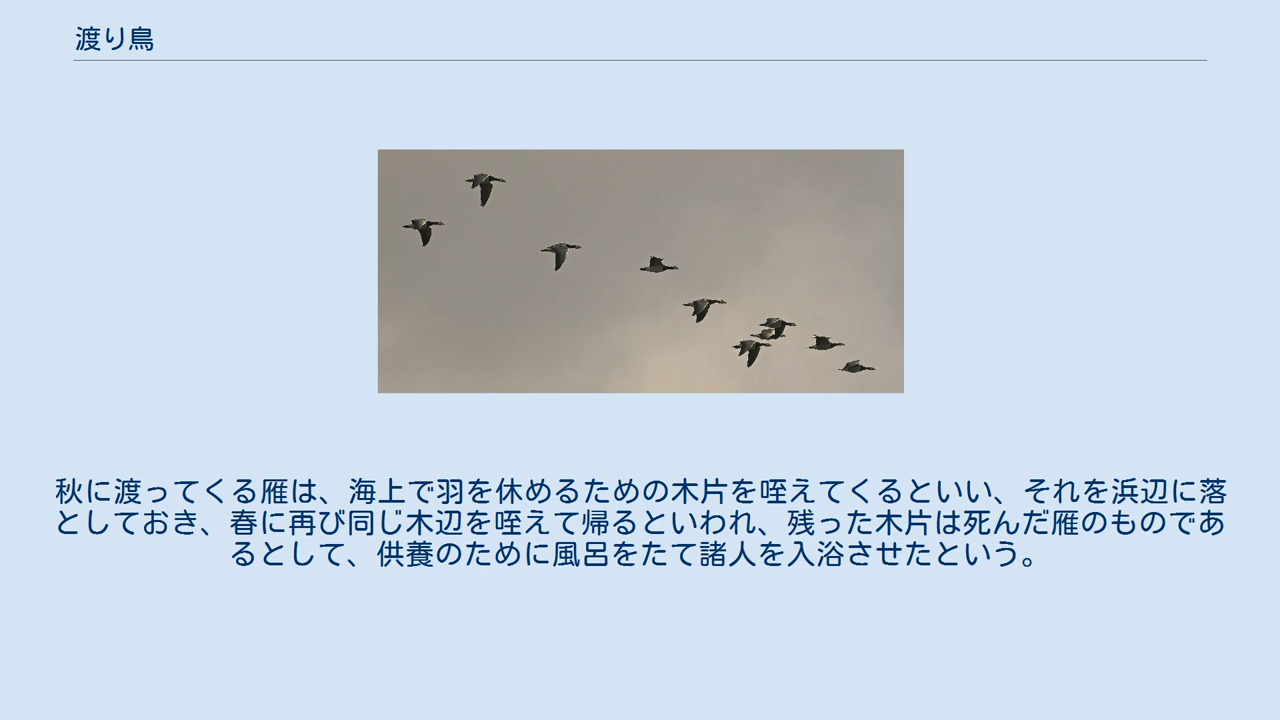 渡り鳥
秋に渡ってくる雁は、海上で羽を休めるための木片を咥えてくるといい、それを浜辺に落
としておき、春に再び同じ木辺を咥えて帰るといわれ、残った木片は死んだ雁のものであ
るとして、供養のために風呂をたて諸人を入浴させたという。